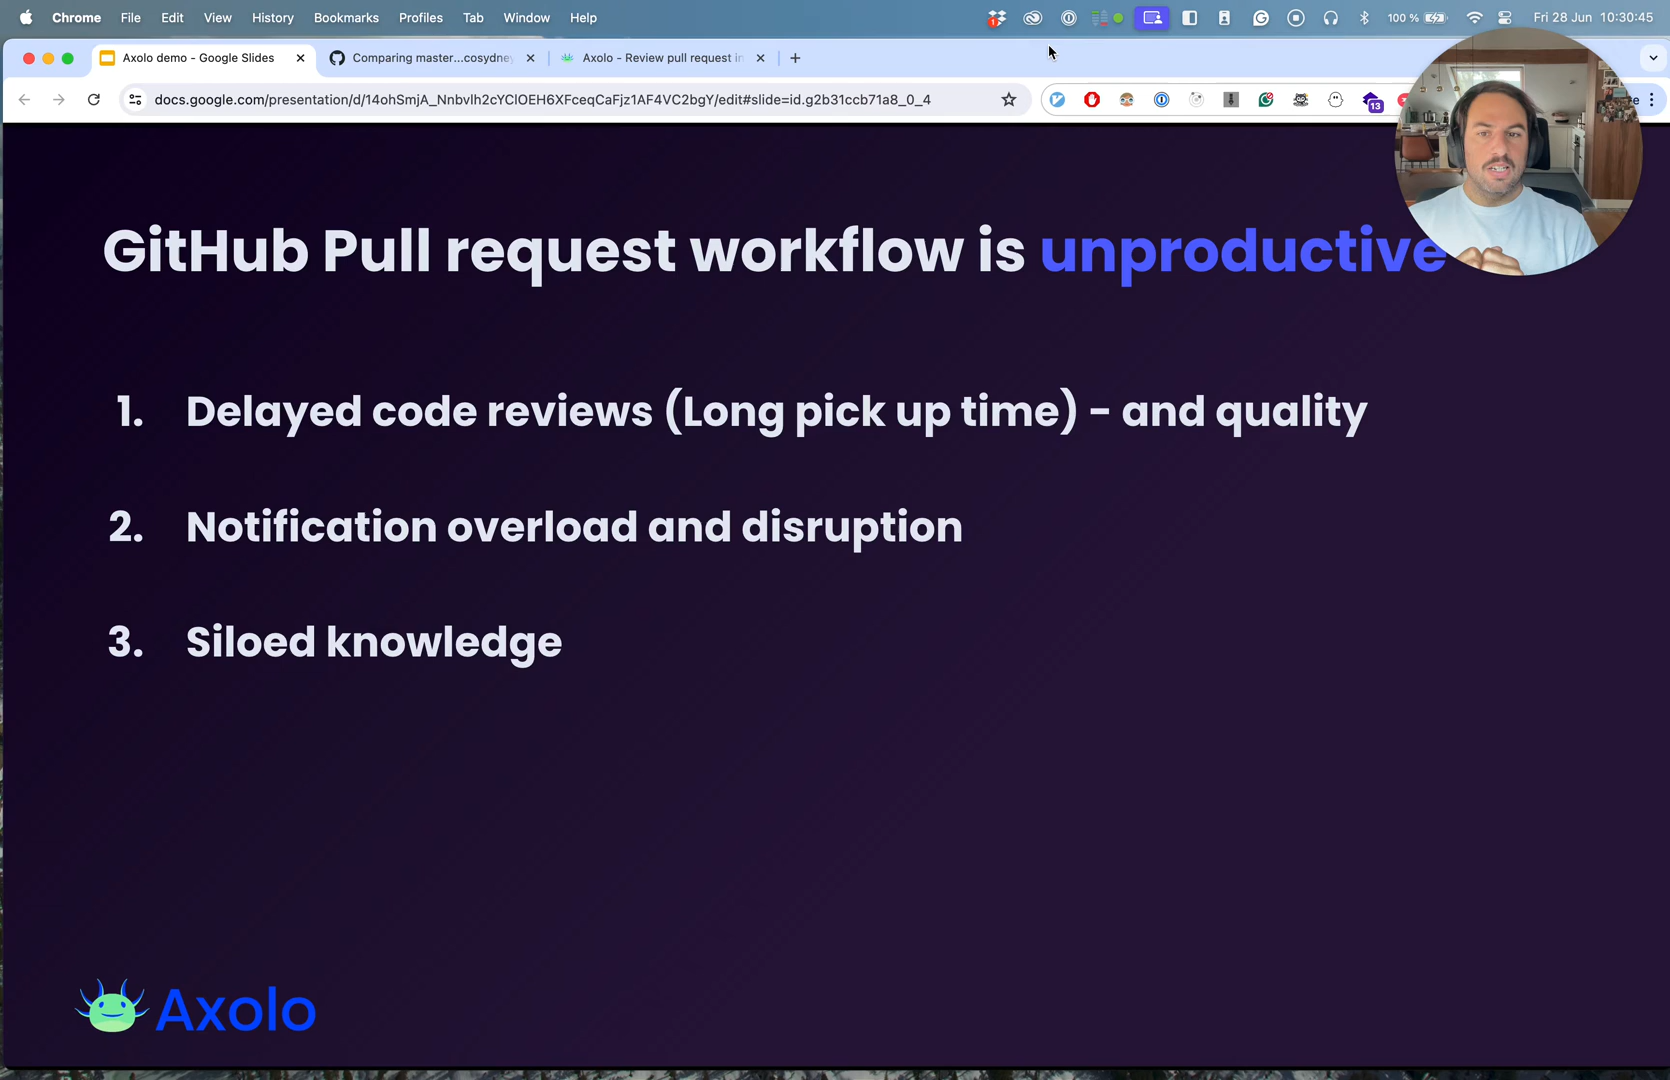 Chrome File Edit View History Bookmarks Profiles Tab Window Help 1 100 % Fri 28 Jun 10:30:45
Axolo demo - Google Slides Comparing master...cosydney Axolo - Review pull request in
docs.google.com/presentation/d/14ohSmjA_NnbvIh2cYClOEH6XFceqCaFjz1AF4VC2bgY/edit#slide=id.g2b31ccb71a8_0_4 13
GitHub Pull request workflow is unproductive
1. Delayed code reviews (Long pick up time) - and quality
2. Notification overload and disruption
3. Siloed knowledge
Axolo